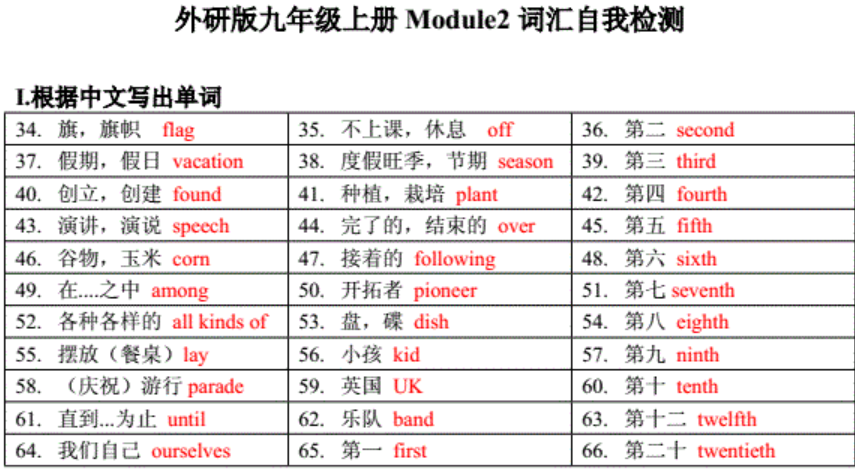 外研版九年级上册 Module2 词汇自我检测
I.根据中文写出单词
34. 旗，旗帜 flag 35. 不上课，休息 off 36. 第二 second
37. 假期，假日 vacation 38. 度假旺季，节期 season 39. 第三 third
40. 创立，创建 found 41. 种植，栽培 plant 42. 第四 fourth
43. 演讲，演说 speech 44. 完了的，结束的 over 45. 第五 fifth
46. 谷物，玉米 corn 47. 接着的 following 48. 第六 sixth
49. 在....之中 among 50. 开拓者 pioneer 51. 第七 seventh
52. 各种各样的 all kinds of 53. 盘，碟 dish 54. 第八 eighth
55. 摆放（餐桌）lay 56. 小孩 kid 57. 第九 ninth
58. （庆祝）游行 parade 59. 英国 UK 60. 第十 tenth
61. 直到...为止 until 62. 乐队 band 63. 第十二 twelfth
64. 我们自己 ourselves 65. 第一 first 66. 第二十 twentieth